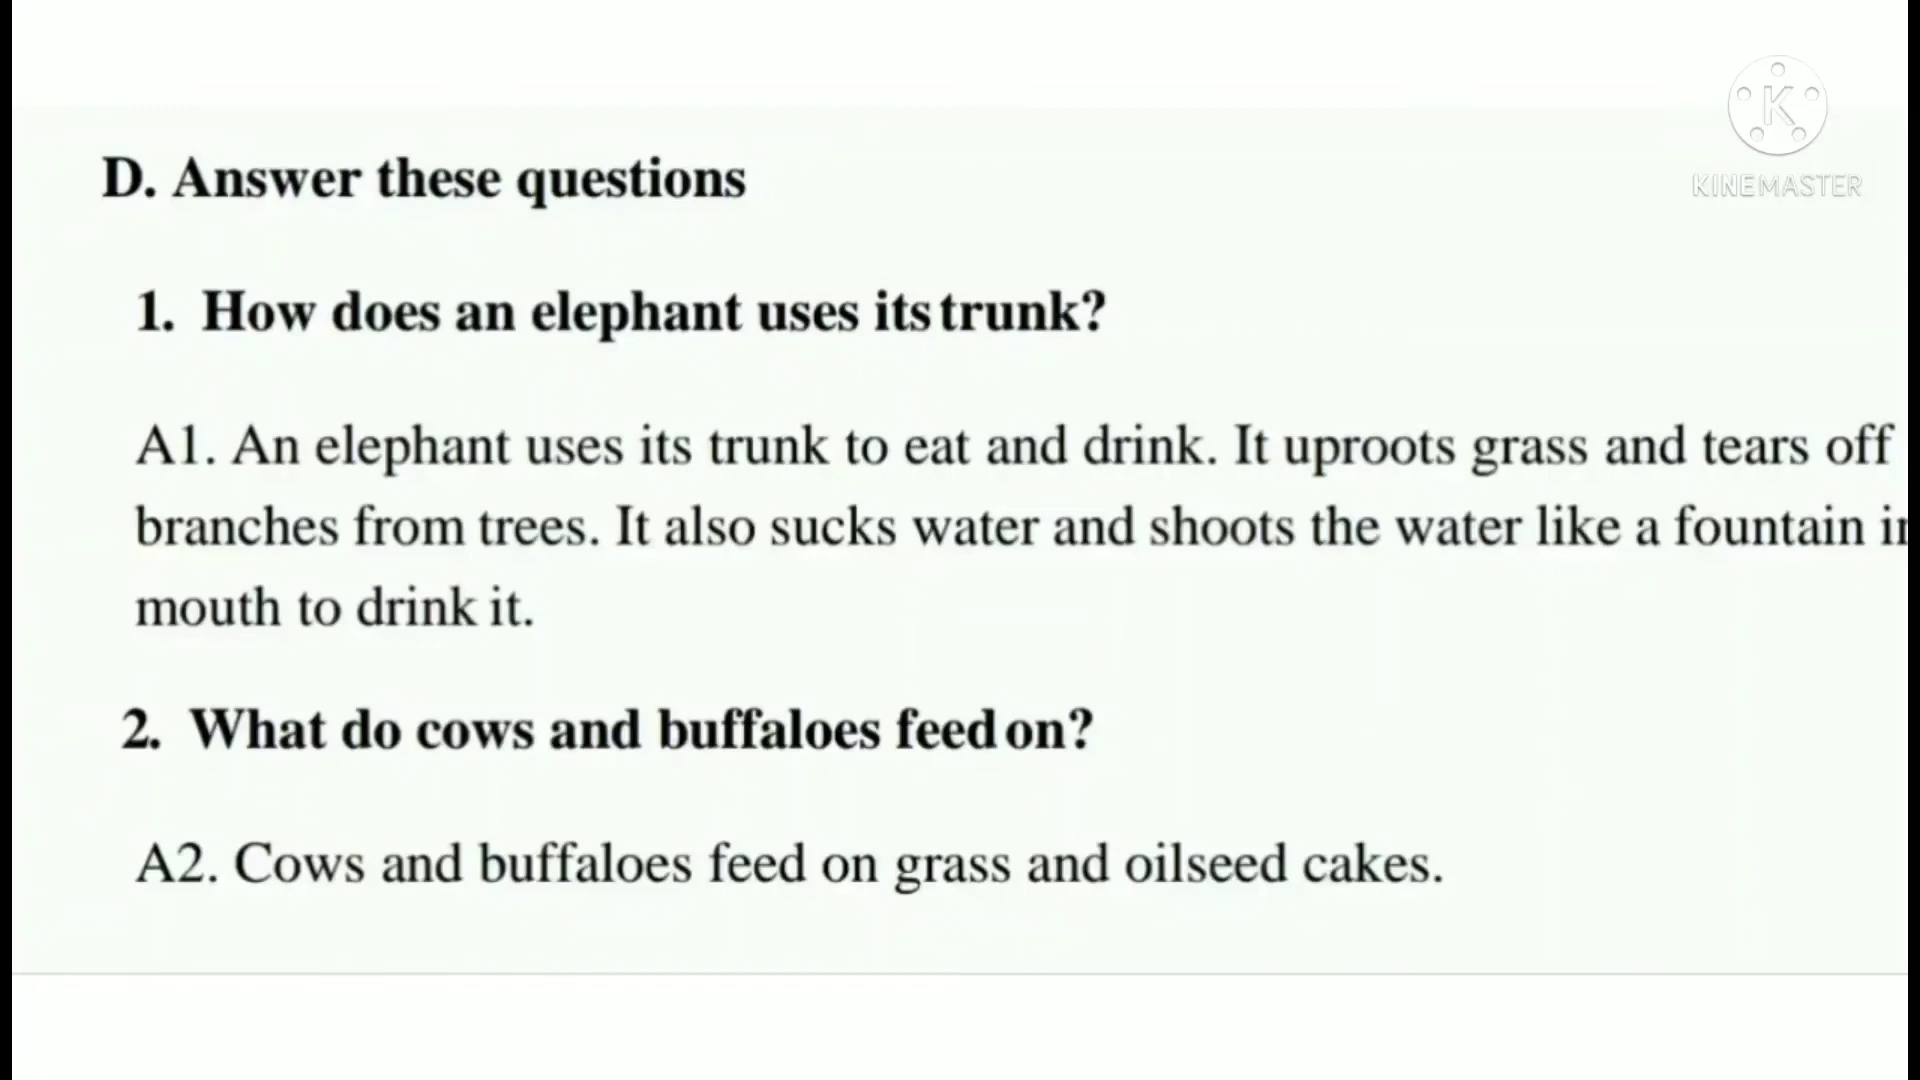 K
KINEMASTER
D. Answer these questions
1. How does an elephant uses its trunk?
A1. An elephant uses its trunk to eat and drink. It uproots grass and tears off
branches from trees. It also sucks water and shoots the water like a fountain
mouth to drink it.
2. What do cows and buffaloes feed on?
A2. Cows and buffaloes feed on grass and oilseed cakes.